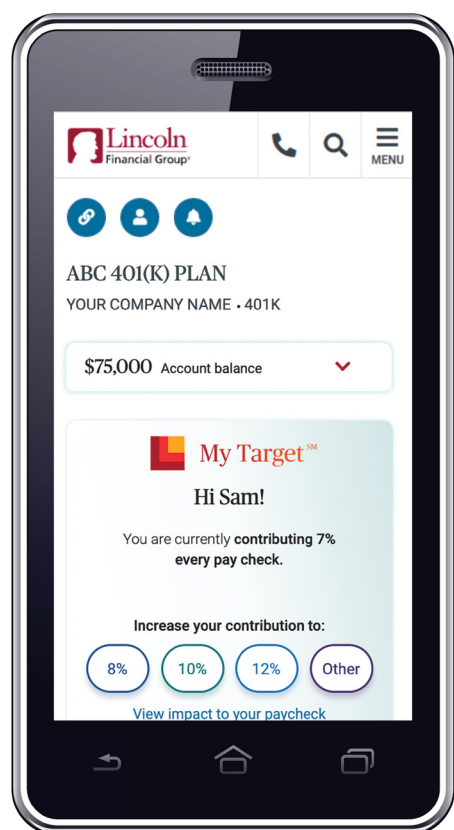 Lincoln
Financial Group®
MENU
ABC 401(K) PLAN
YOUR COMPANY NAME • 401K
$75,000 Account balance
My Target℠
Hi Sam!
You are currently contributing 7%
every pay check.
Increase your contribution to:
8% 10% 12% Other
View impact to your paycheck